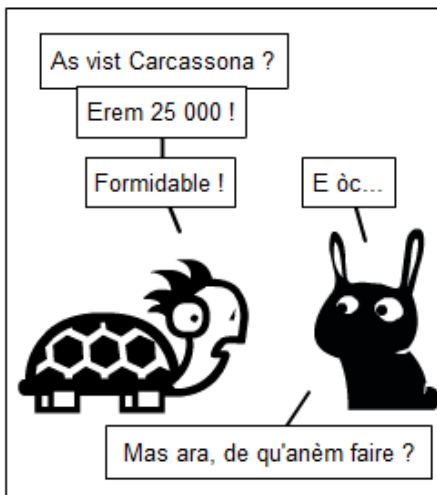 As vist Carcassona ?
Erem 25 000 !
Formidable !
E òc...
Mas ara, de qu'anèm faire ?